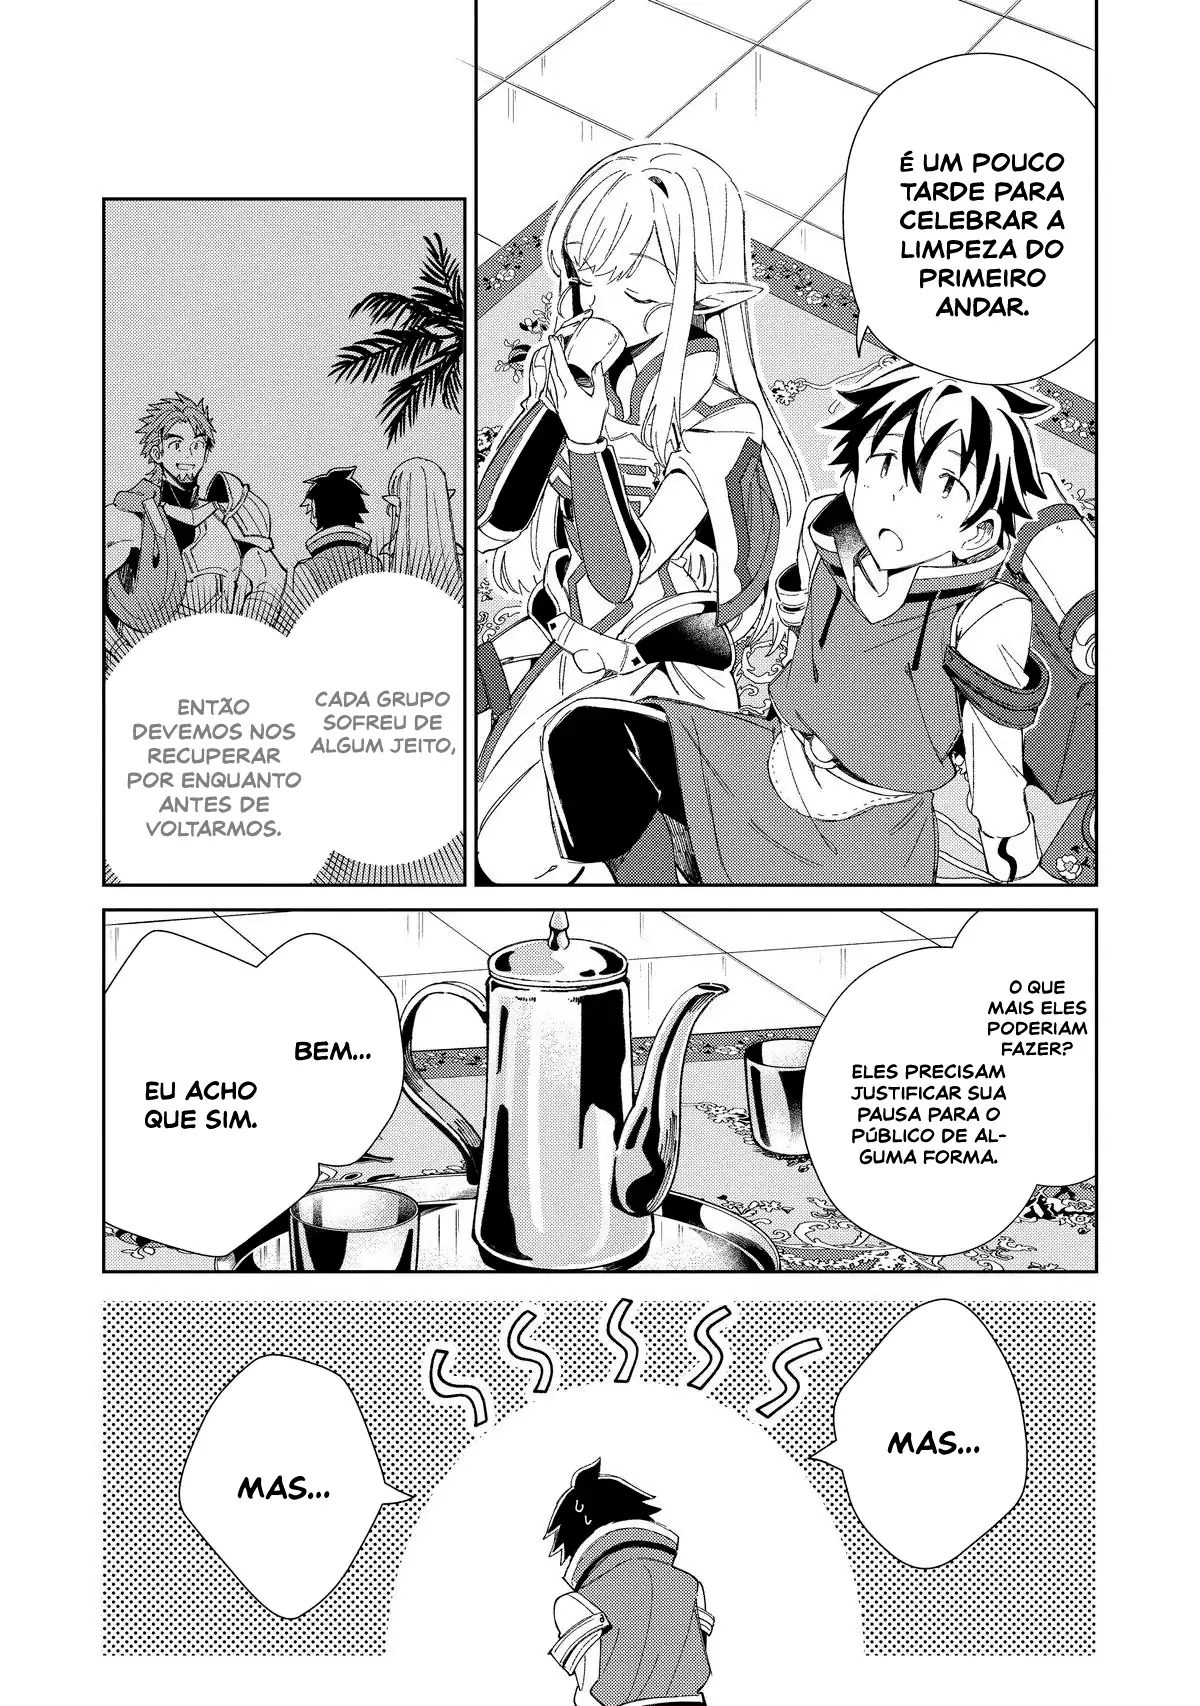 É UM POUCO
TARDE PARA
CELEBRAR A
LIMPEZA DO
PRIMEIRO
ANDAR.
CADA GRUPO
SOFREU DE
ALGUM JEITO,
ENTÃO
DEVEMOS NOS
RECUPERAR
POR ENQUANTO
ANTES DE
VOLTARMOS.
O QUE
MAIS ELES
PODERIAM
FAZER?
ELES PRECISAM
JUSTIFICAR SUA
PAUSA PARA O
PÚBLICO DE AL-
GUMA FORMA.
BEM...
EU ACHO
QUE SIM.
MAS...
MAS...